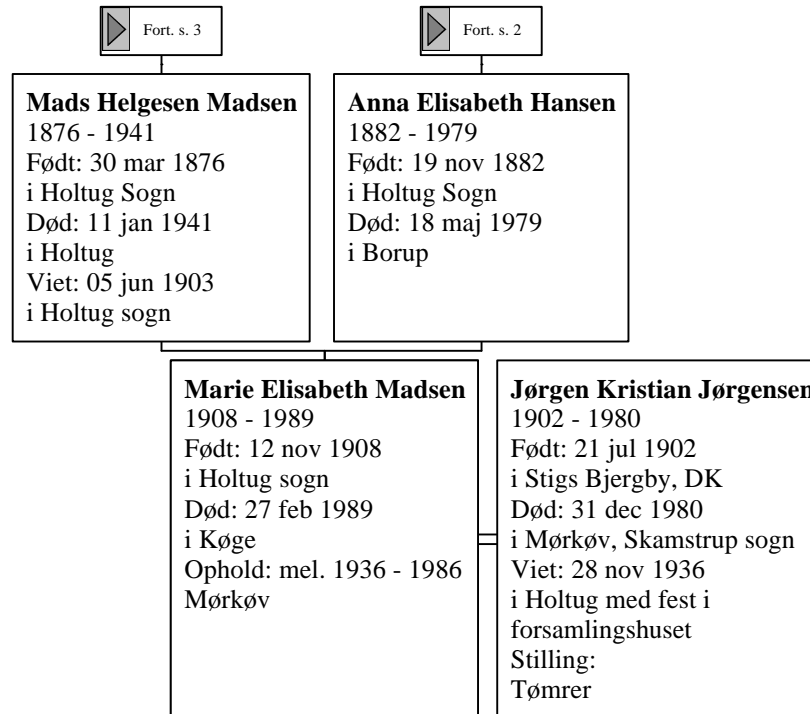 Fort. s. 3
Fort. s. 2
Mads Helgesen Madsen
1876 - 1941
Født: 30 mar 1876
i Holtug Sogn
Død: 11 jan 1941
i Holtug
Viet: 05 jun 1903
i Holtug sogn
Anna Elisabeth Hansen
1882 - 1979
Født: 19 nov 1882
i Holtug Sogn
Død: 18 maj 1979
i Borup
Marie Elisabeth Madsen
1908 - 1989
Født: 12 nov 1908
i Holtug sogn
Død: 27 feb 1989
i Køge
Ophold: mel. 1936 - 1986
Mørkøv
Jørgen Kristian Jørgensen
1902 - 1980
Født: 21 jul 1902
i Stigs Bjergby, DK
Død: 31 dec 1980
i Mørkøv, Skamstrup sogn
Viet: 28 nov 1936
i Holtug med fest i
forsamlingshuset
Stilling:
Tømrer